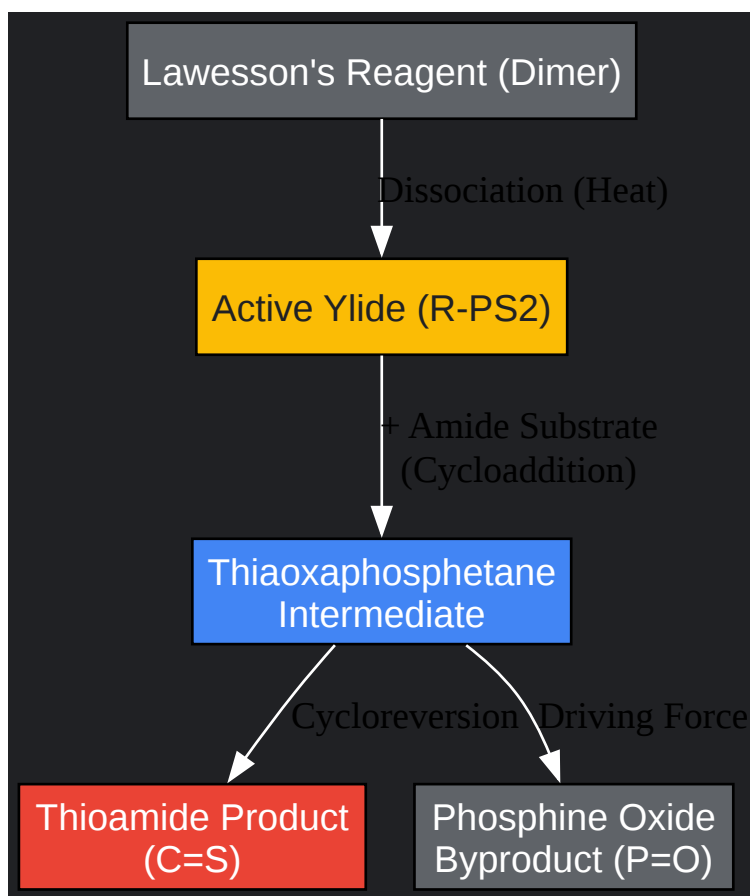 Lawesson's Reagent (Dimer)
Dissociation (Heat)
Active Ylide (R-PS2)
+ Amide Substrate
(Cycloaddition)
Thiaoxaphosphetane
Intermediate
Cycloreversion
Driving Force
Thioamide Product
(C=S)
Phosphine Oxide
Byproduct (P=O)